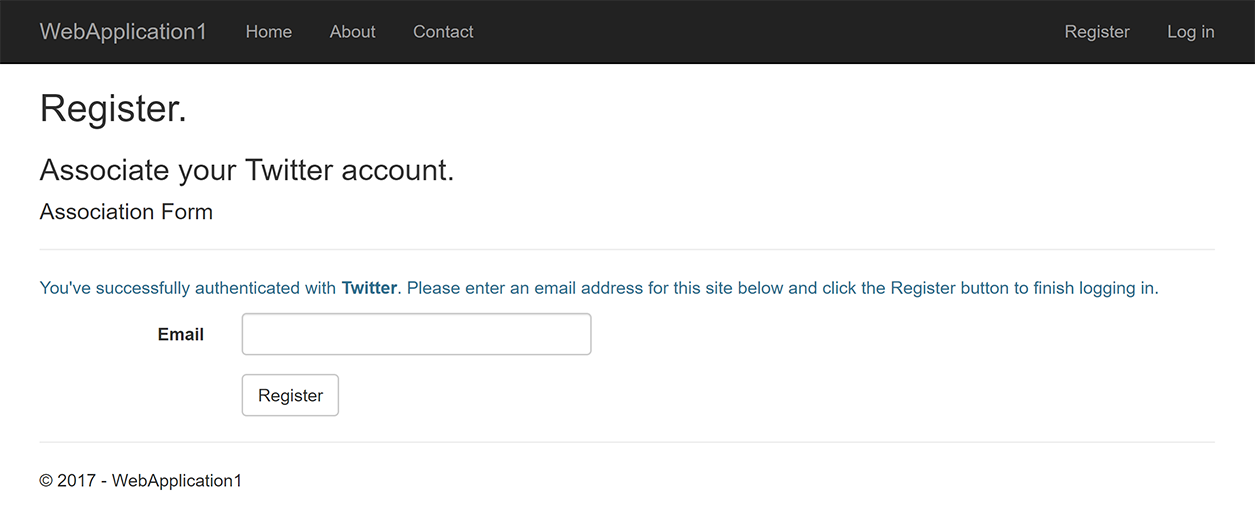 WebApplication1 Home About Contact Register Log in
Register.
Associate your Twitter account.
Association Form
You've successfully authenticated with Twitter. Please enter an email address for this site below and click the Register button to finish logging in.
Email
Register
© 2017 - WebApplication1